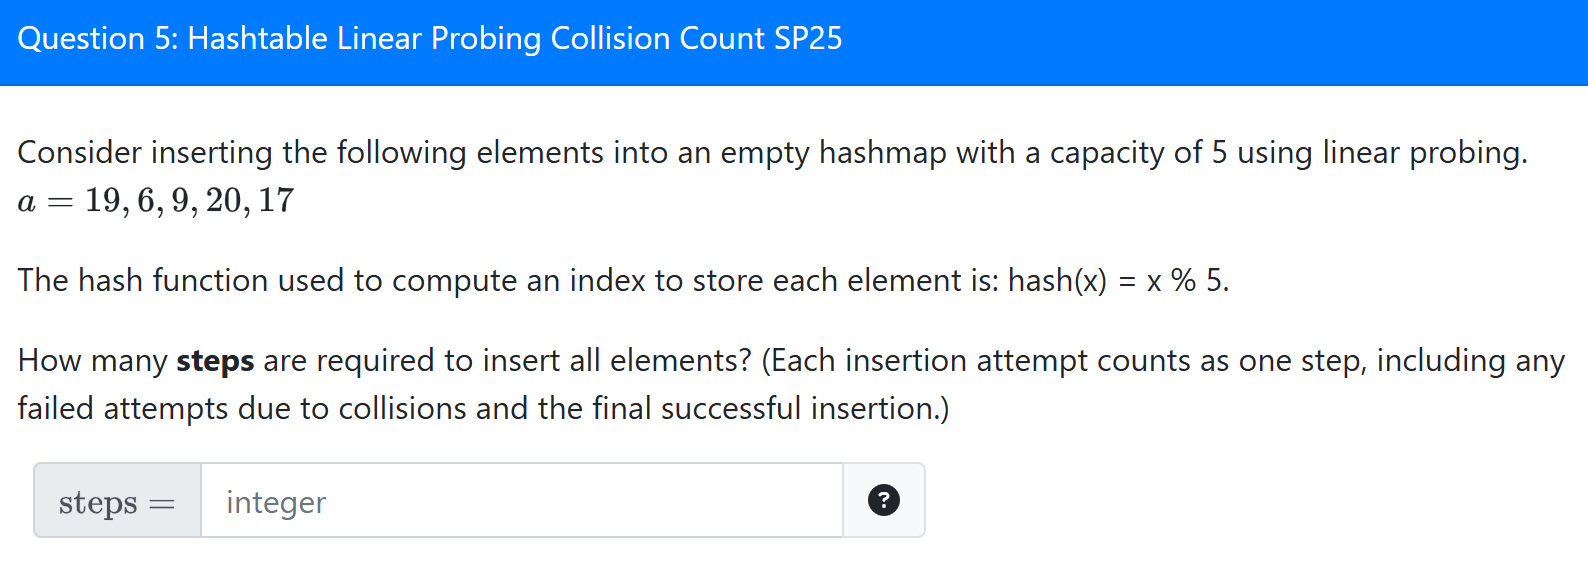 Question 5: Hashtable Linear Probing Collision Count SP25
Consider inserting the following elements into an empty hashmap with a capacity of 5 using linear probing.
a = 19, 6, 9, 20, 17
The hash function used to compute an index to store each element is: hash(x) = x % 5.
How many steps are required to insert all elements? (Each insertion attempt counts as one step, including any
failed attempts due to collisions and the final successful insertion.)
steps = integer ?